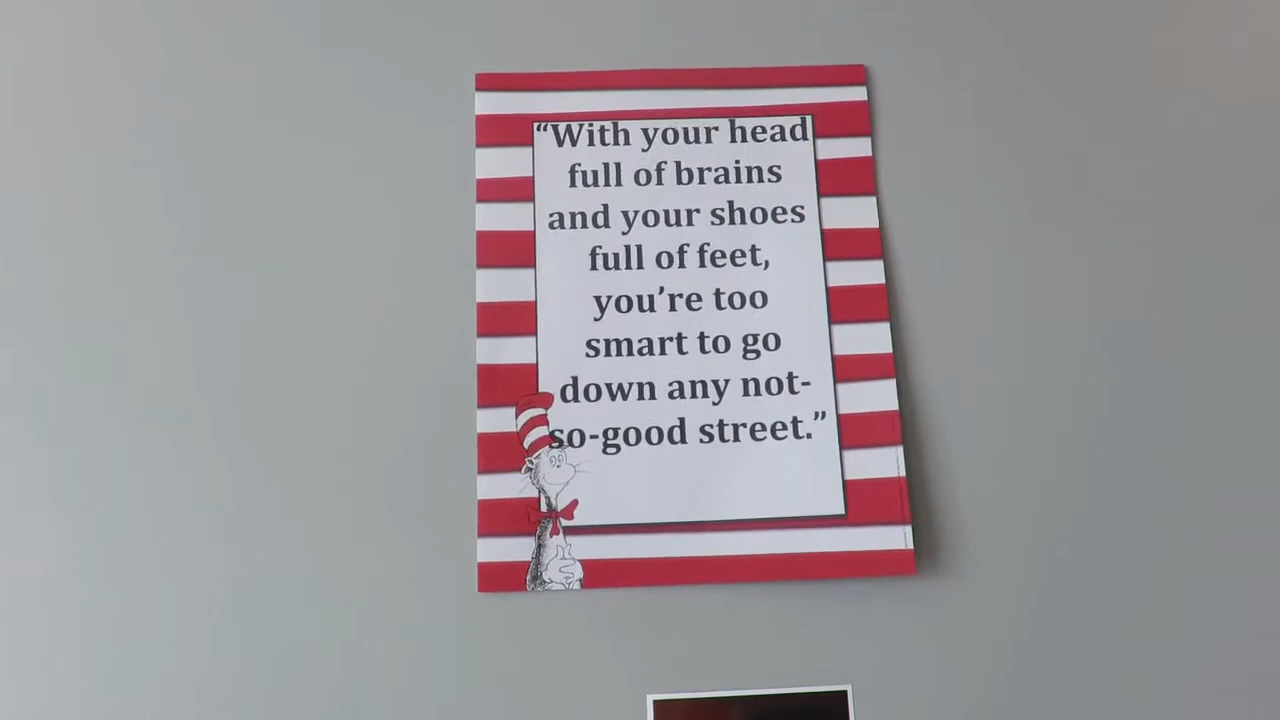 “With your head
full of brains
and your shoes
full of feet,
you’re too
smart to go
down any not-
so-good street.”